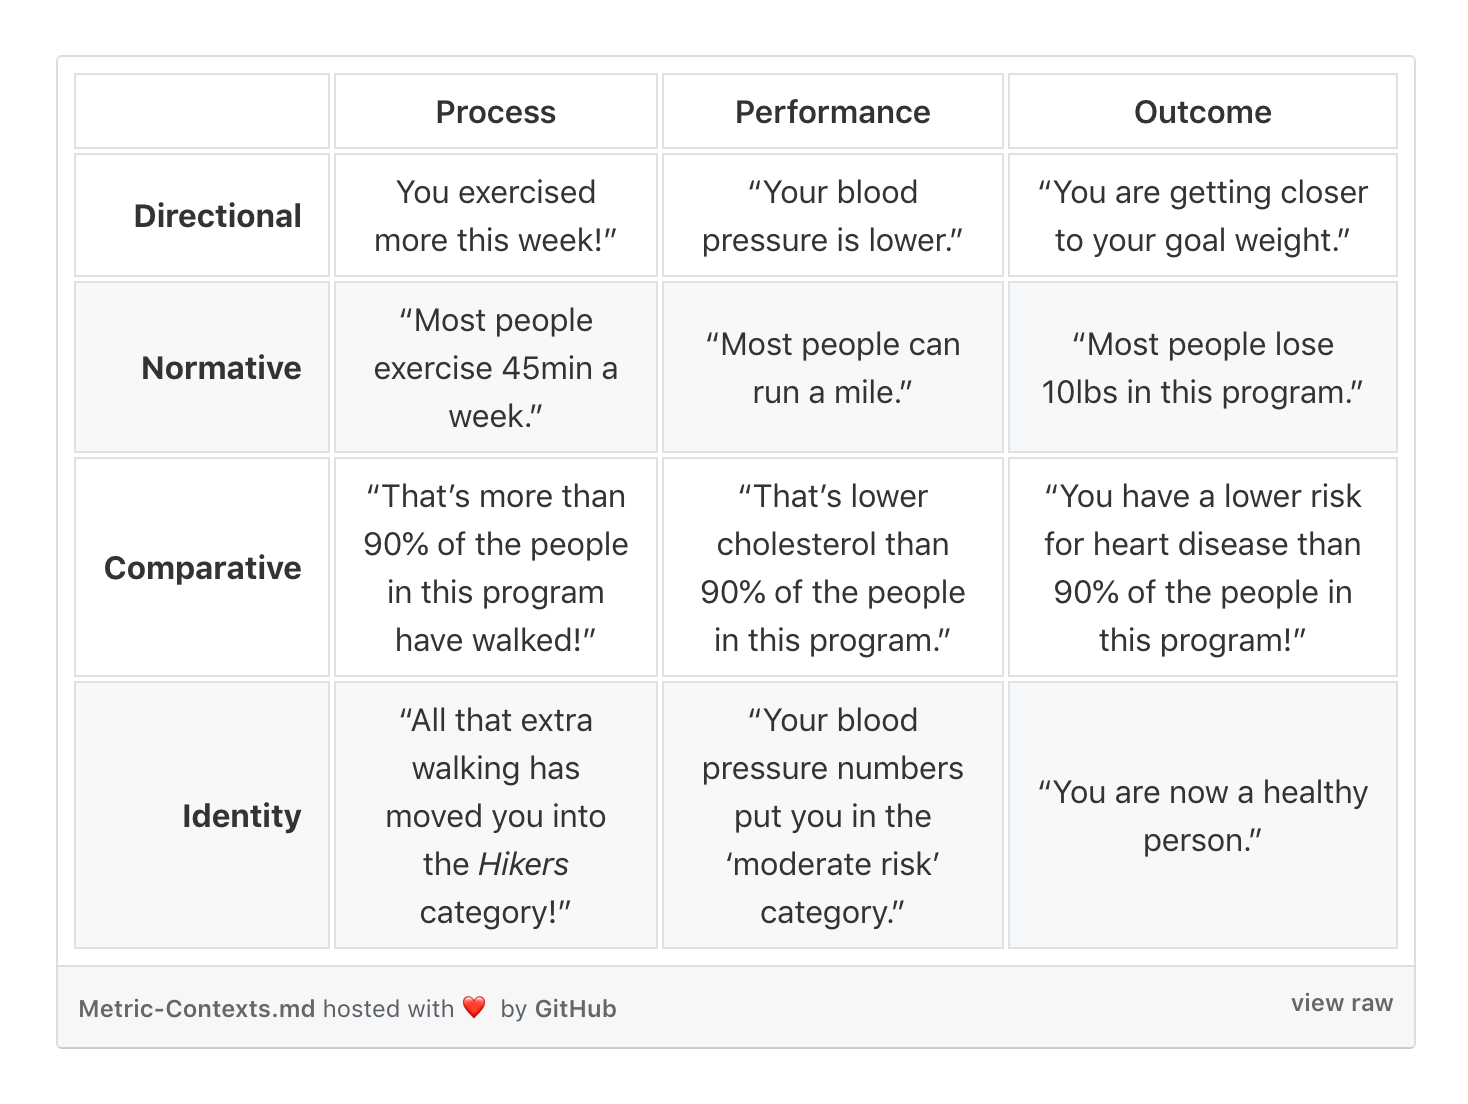 Process
Performance
Outcome
Directional
You exercised
more this week!”
“Your blood
pressure is lower.”
“You are getting closer
to your goal weight.”
Normative
“Most people
exercise 45min a
week.”
“Most people can
run a mile.”
“Most people lose
10lbs in this program.”
Comparative
“That’s more than
90% of the people
in this program
have walked!”
“That’s lower
cholesterol than
90% of the people
in this program.”
“You have a lower risk
for heart disease than
90% of the people in
this program!”
Identity
“All that extra
walking has
moved you into
the Hikers
category!”
“Your blood
pressure numbers
put you in the
‘moderate risk’
category.”
“You are now a healthy
person.”
Metric-Contexts.md hosted with ❤ by GitHub
view raw